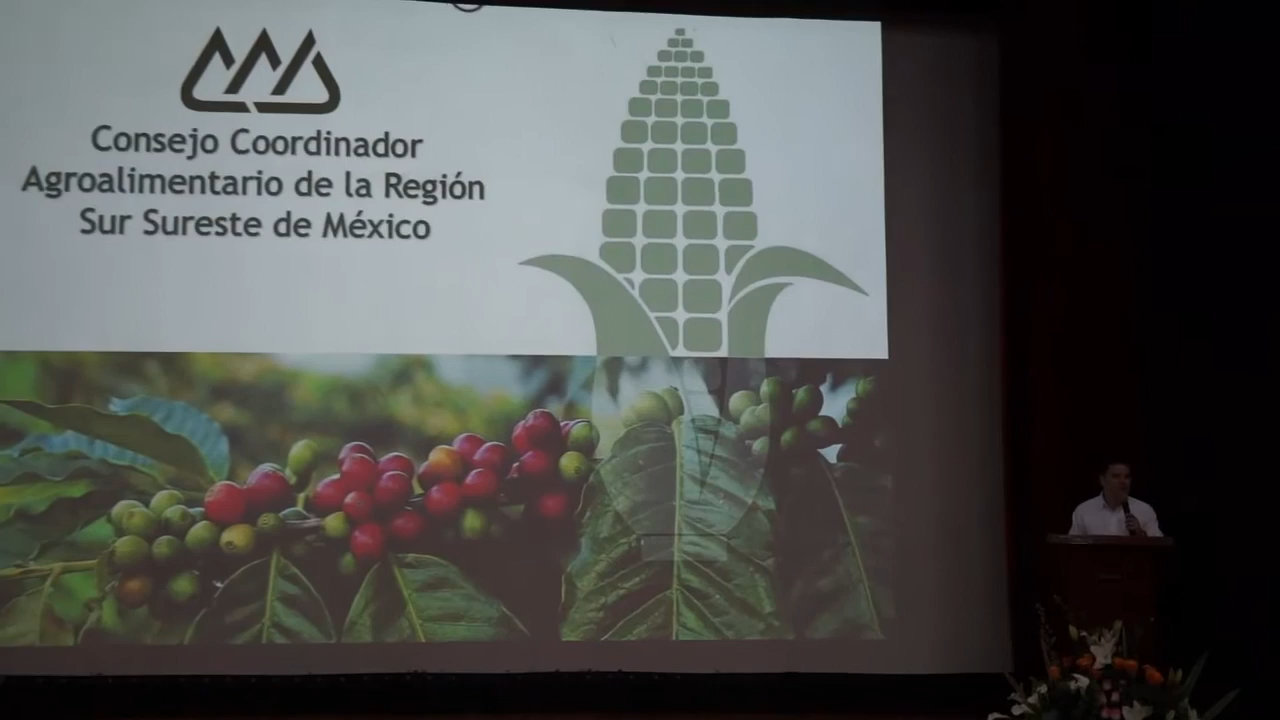 Consejo Coordinador
Agroalimentario de la Región
Sur Sureste de México